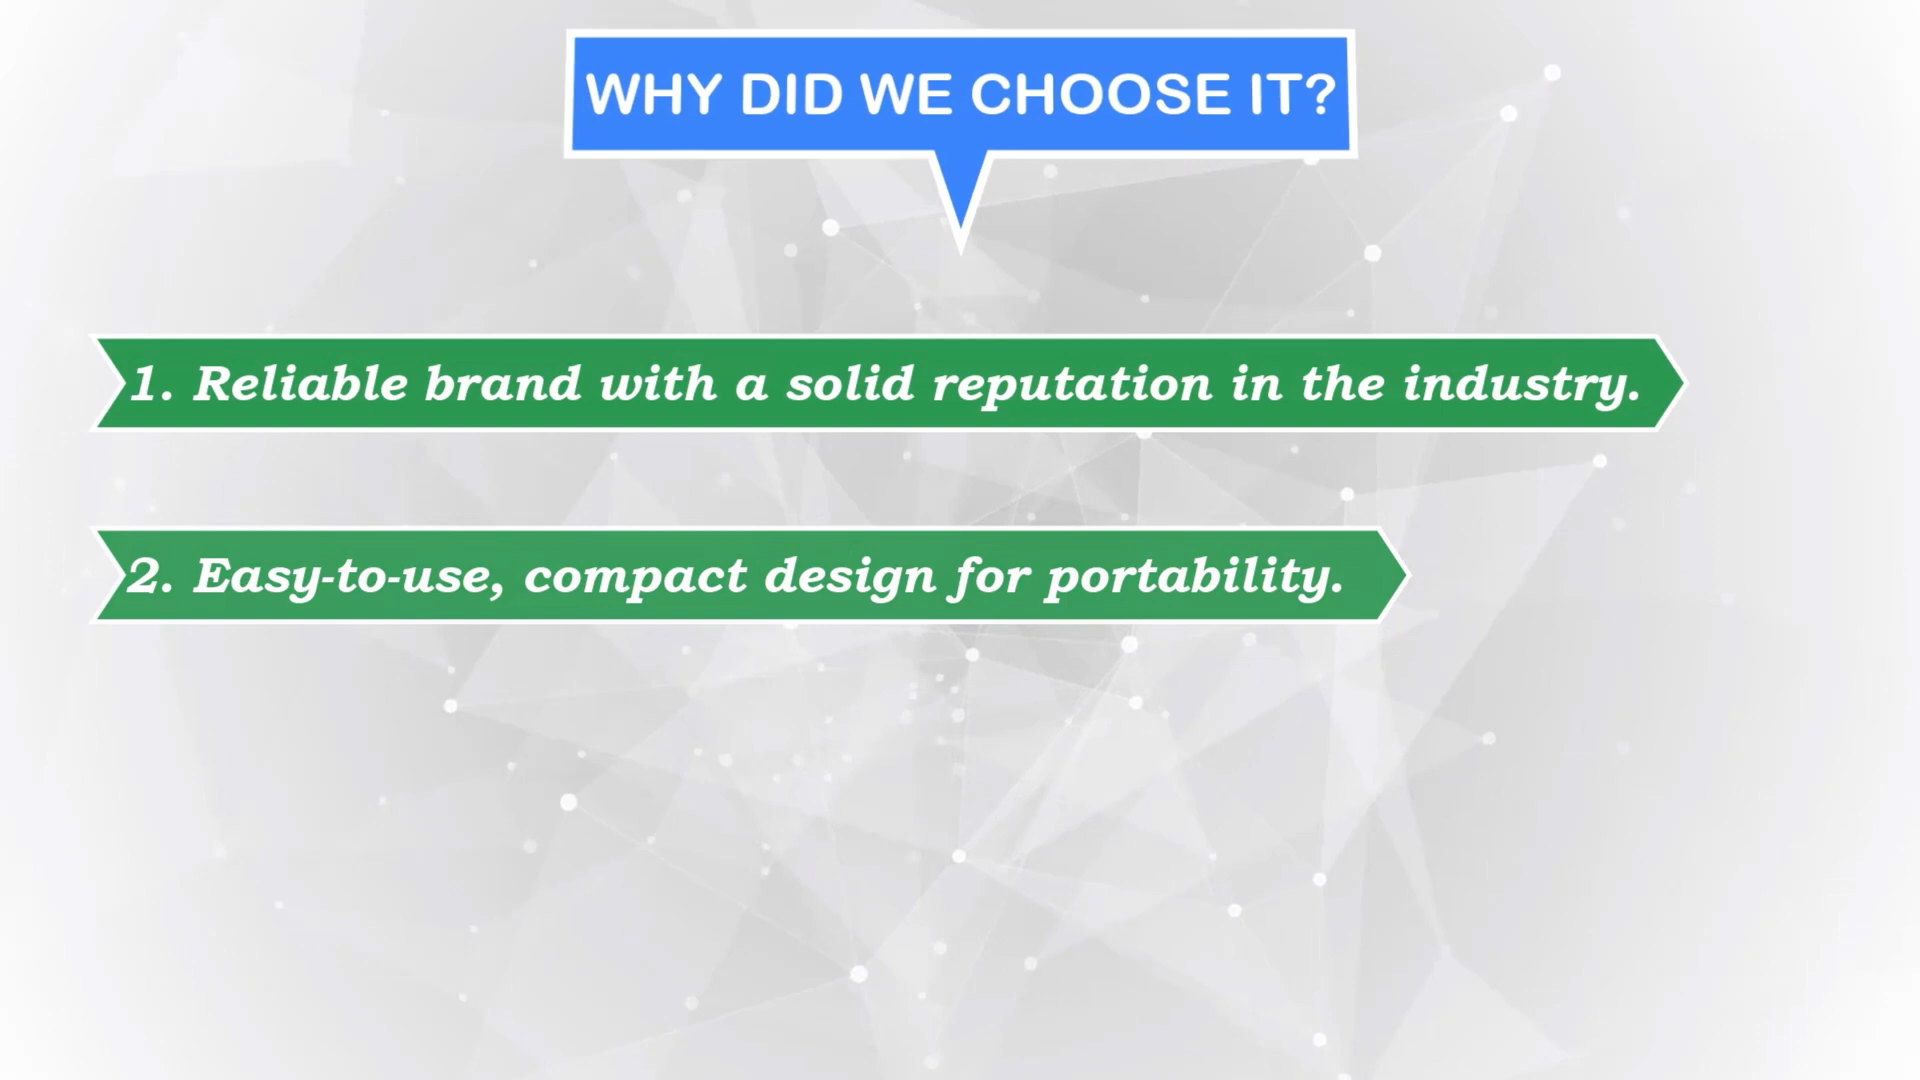 WHY DID WE CHOOSE IT?
1. Reliable brand with a solid reputation in the industry.
2. Easy-to-use, compact design for portability.